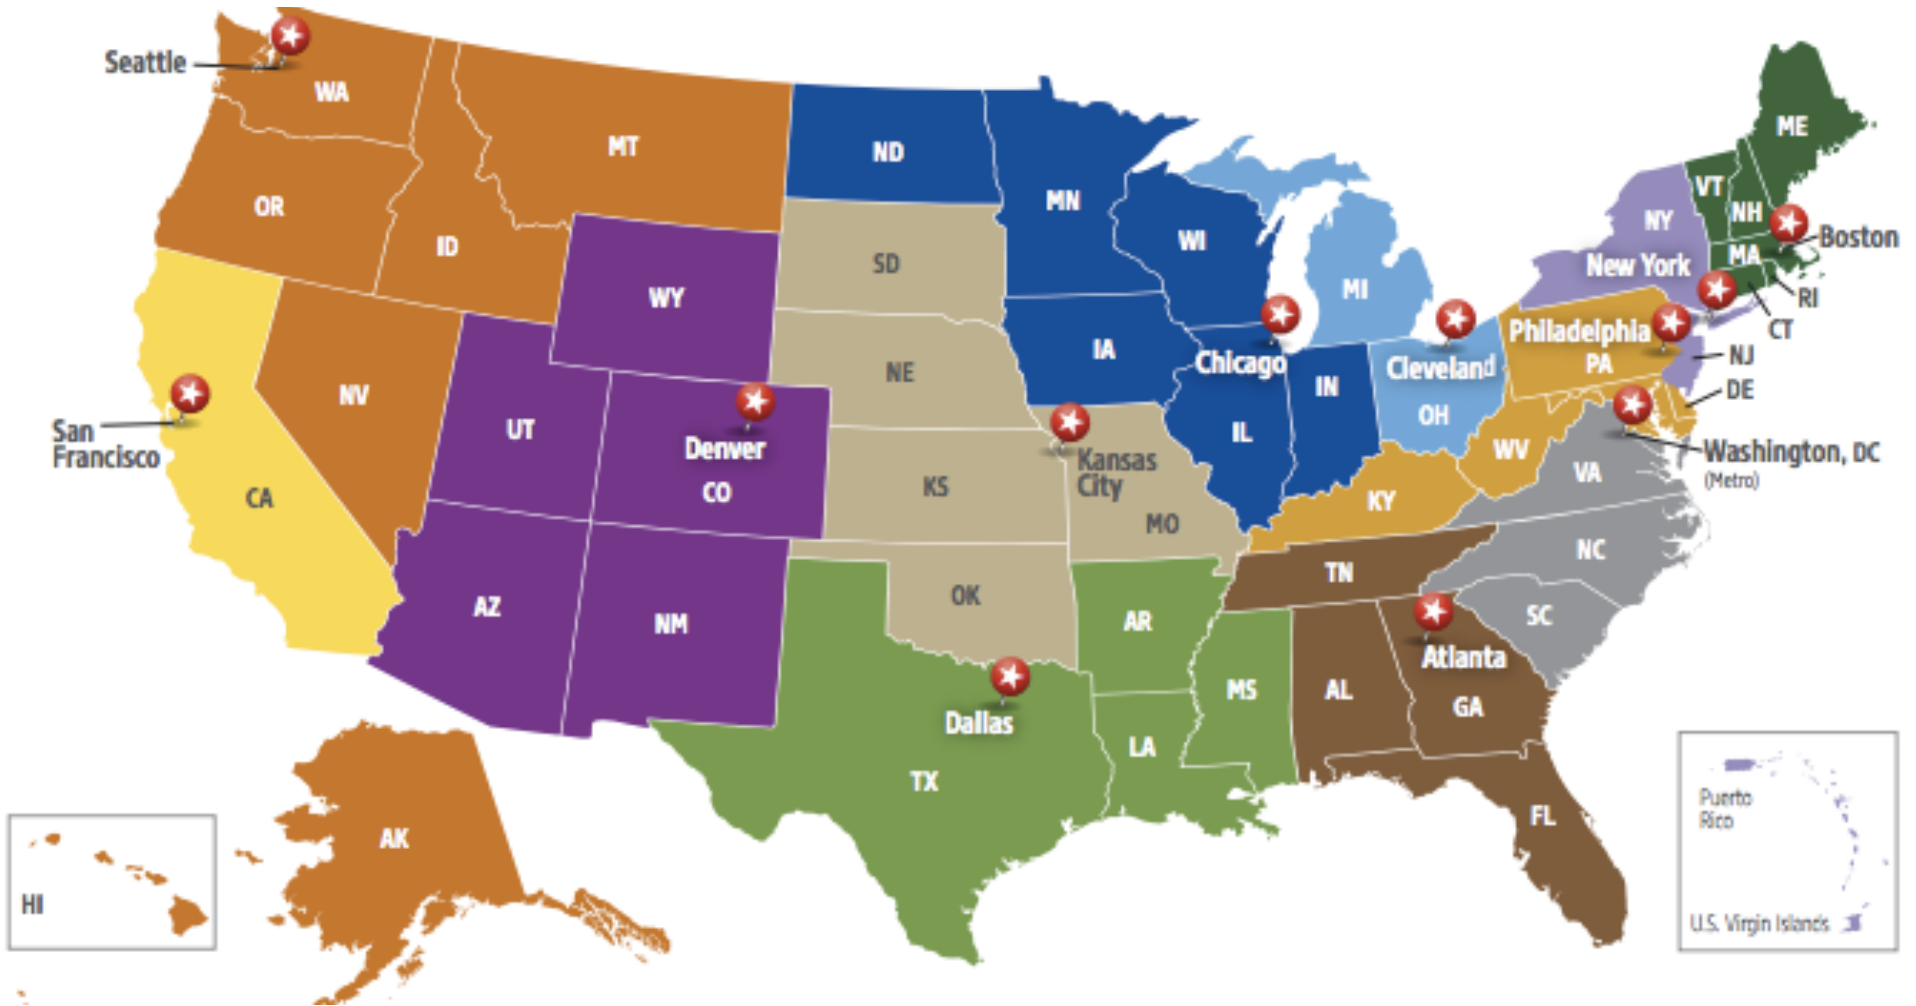 Seattle
WA
MT
ND
MN
ME
VT
NH
NY
OR
ID
WI
MA
Boston
SD
New York
WY
MI
RI
IA
Chicago
Cleveland
Philadelphia
PA
CT
NJ
NE
IN
DE
NV
UT
Denver
CO
OH
San
Francisco
CA
KS
Kansas
City
IL
WV
Washington, DC
(Metro)
VA
KY
MO
NC
TN
AZ
NM
OK
AR
SC
Atlanta
GA
MS
AL
Dallas
LA
TX
FL
AK
HI
Puerto
Rico
U.S. Virgin Islands